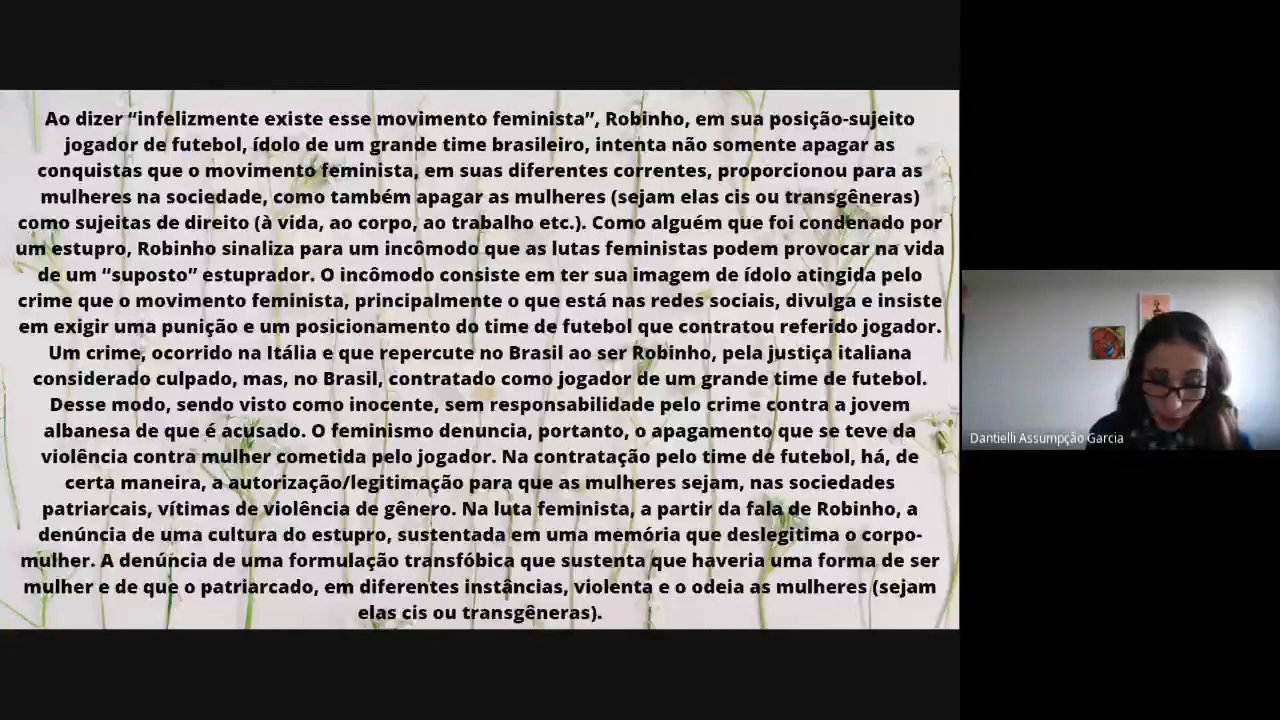 Ao dizer “infelizmente existe esse movimento feminista”, Robinho, em sua posição-sujeito
jogador de futebol, ídolo de um grande time brasileiro, intenta não somente apagar as
conquistas que o movimento feminista, em suas diferentes correntes, proporcionou para as
mulheres na sociedade, como também apagar as mulheres (sejam elas cis ou transgêneras)
como sujeitas de direito (à vida, ao corpo, ao trabalho etc.). Como alguém que foi condenado por
um estupro, Robinho sinaliza para um incômodo que as lutas feministas podem provocar na vida
de um “suposto” estuprador. O incômodo consiste em ter sua imagem de ídolo atingida pelo
crime que o movimento feminista, principalmente o que está nas redes sociais, divulga e insiste
em exigir uma punição e um posicionamento do time de futebol que contratou referido jogador.
Um crime, ocorrido na Itália e que repercute no Brasil ao ser Robinho, pela justiça italiana
considerado culpado, mas, no Brasil, contratado como jogador de um grande time de futebol.
Desse modo, sendo visto como inocente, sem responsabilidade pelo crime contra a jovem
albanesa de que é acusado. O feminismo denuncia, portanto, o apagamento que se teve da
violência contra mulher cometida pelo jogador. Na contratação pelo time de futebol, há, de
certa maneira, a autorização/legitimação para que as mulheres sejam, nas sociedades
patriarcais, vítimas de violência de gênero. Na luta feminista, a partir da fala de Robinho, a
denúncia de uma cultura do estupro, sustentada em uma memória que deslegitima o corpo-
mulher. A denúncia de uma formulação transfóbica que sustenta que haveria uma forma de ser
mulher e de que o patriarcado, em diferentes instâncias, violenta e o odeia as mulheres (sejam
elas cis ou transgêneras).
Dantielli Assumpção Garcia